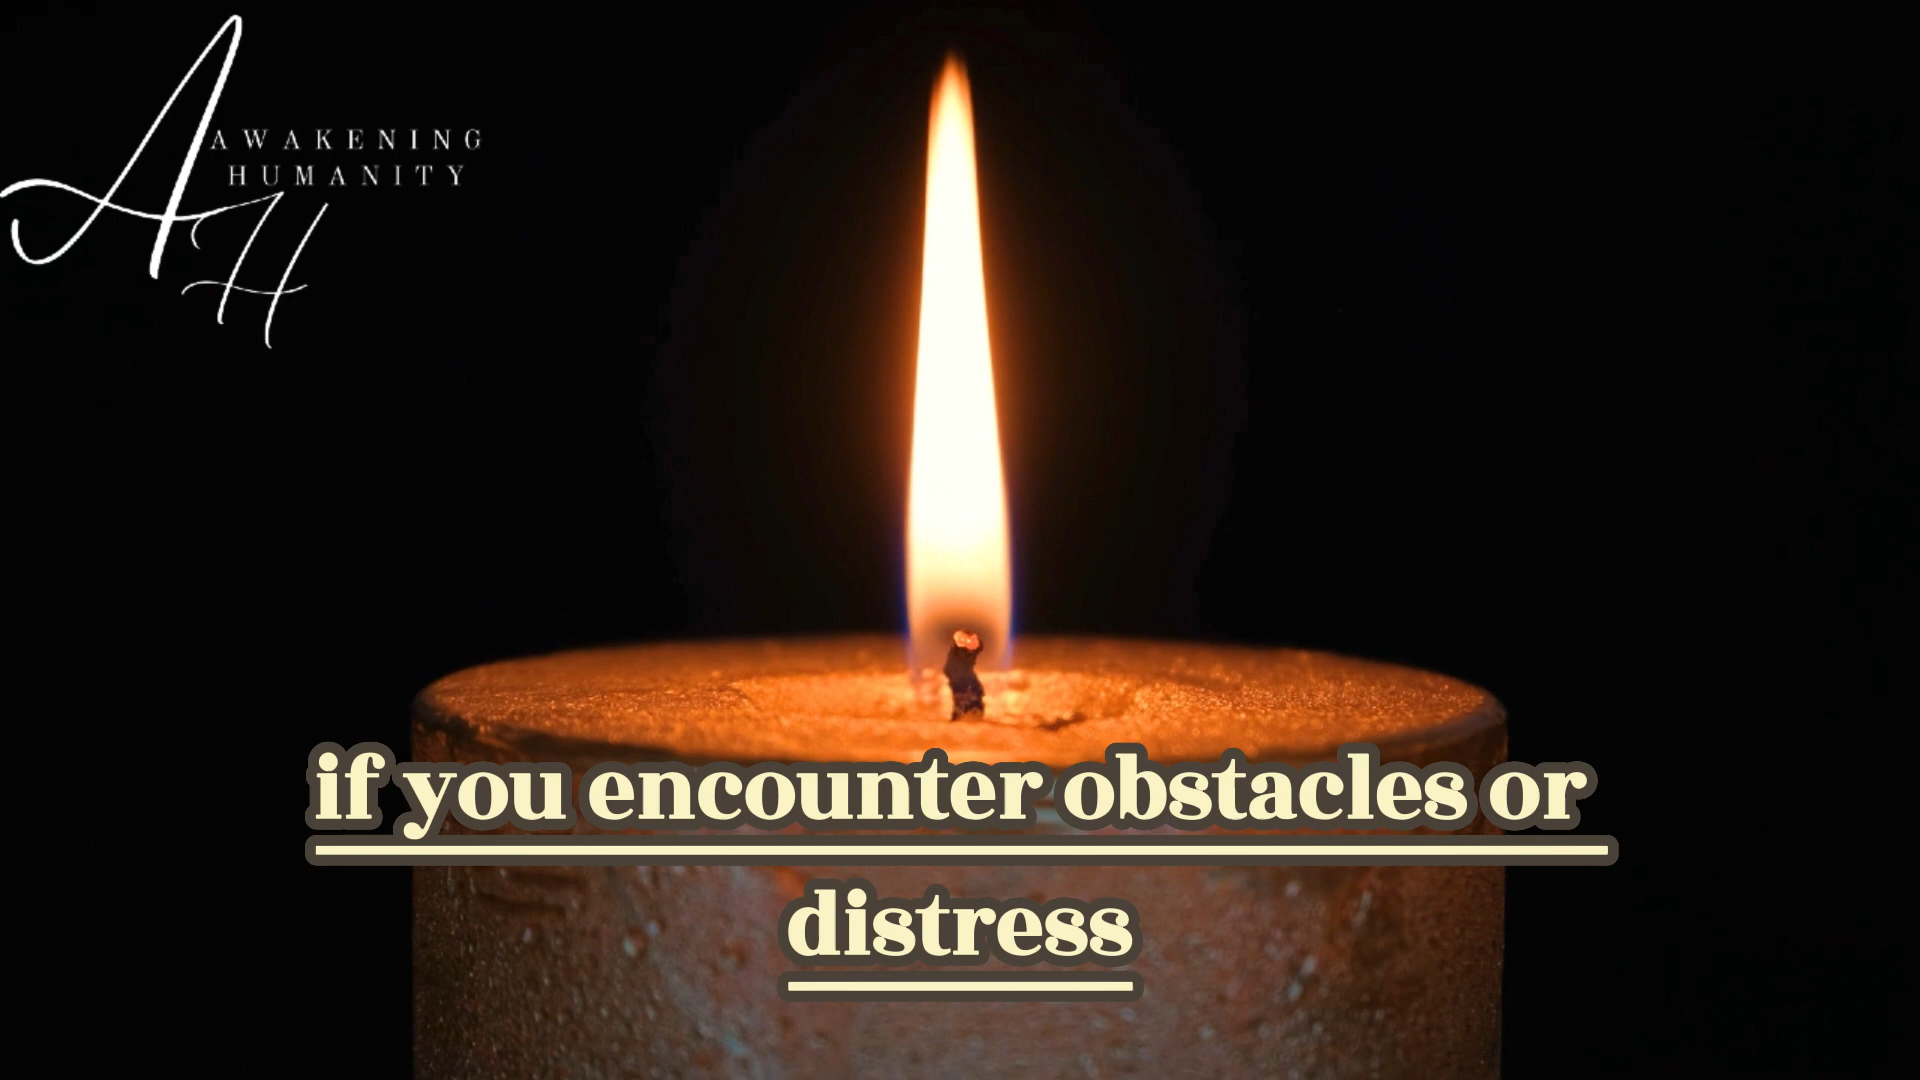 AWAKENING
HUMANITY
AH
if you encounter obstacles or
distress